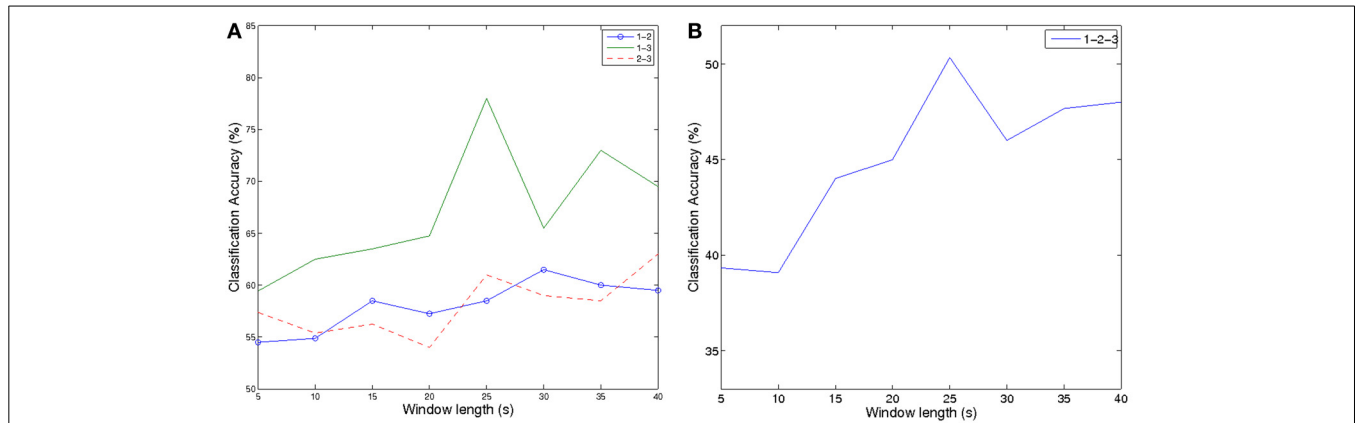 A
85
80
75
70
65
60
55
50
Classification Accuracy (%)
5 10 15 20 25 30 35 40
Window length (s)
1-2
1-3
2-3
B
50
45
40
35
Classification Accuracy (%)
5 10 15 20 25 30 35 40
Window length (s)
1-2-3